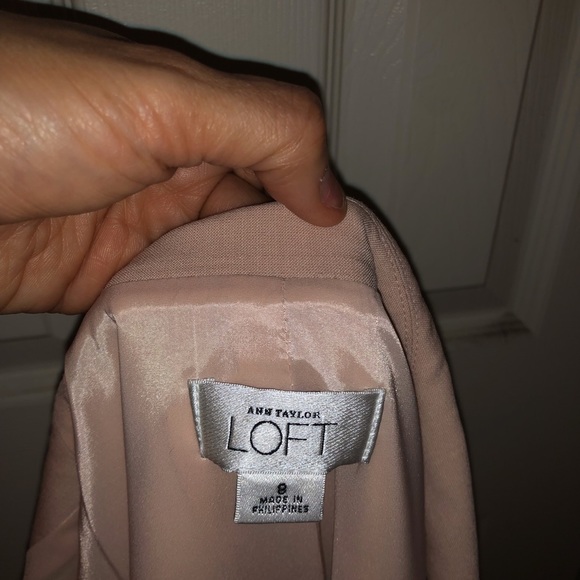 ANN TAYLOR
LOFT
8
MADE IN
PHILIPPINES